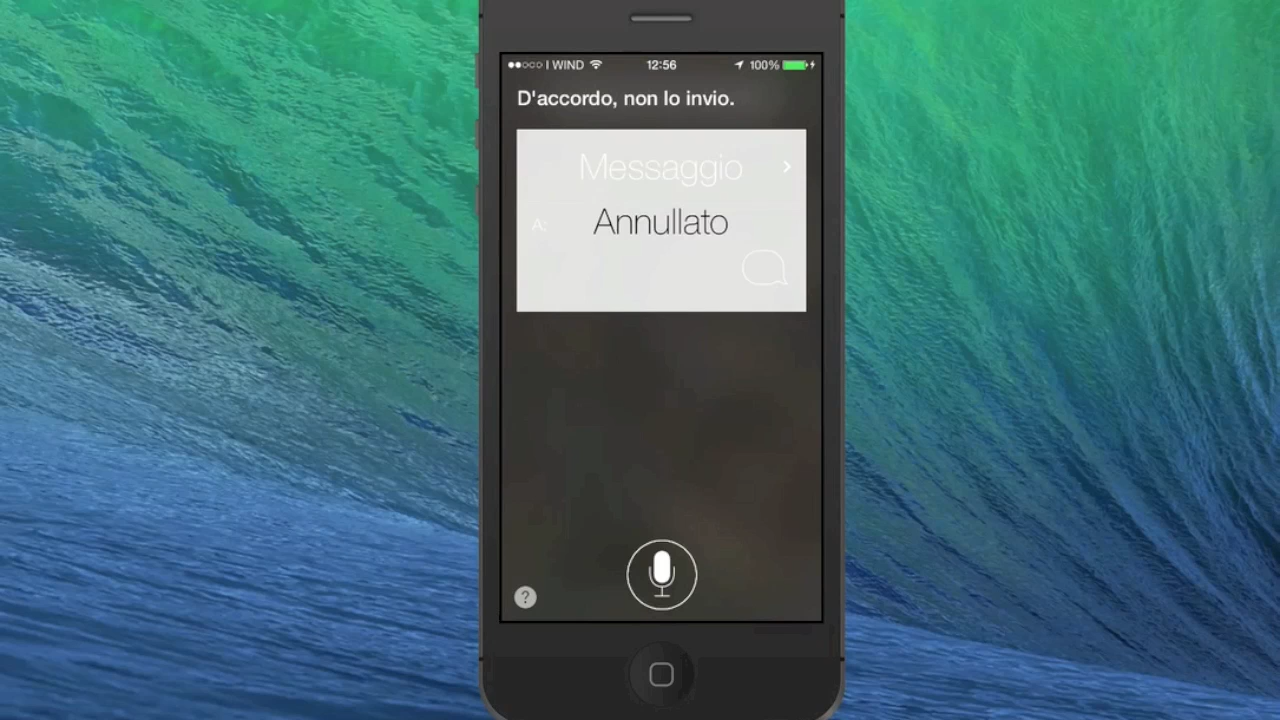 I WIND 12:56 100%
D'accordo, non lo invio.
Messaggio
A: Annullato
?